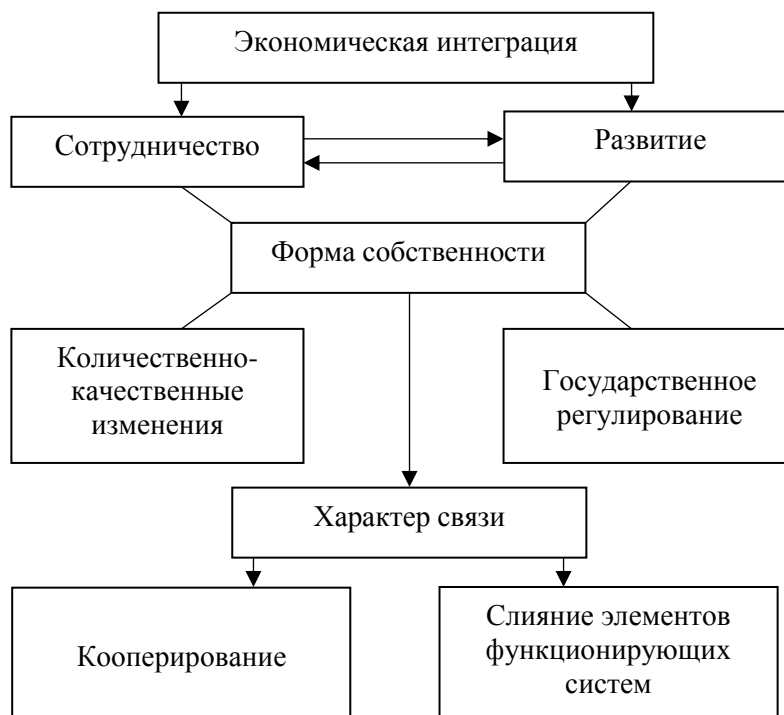 Экономическая интеграция
Сотрудничество
Развитие
Форма собственности
Количественно-
качественные
изменения
Государственное
регулирование
Характер связи
Кооперирование
Слияние элементов
функционирующих
систем